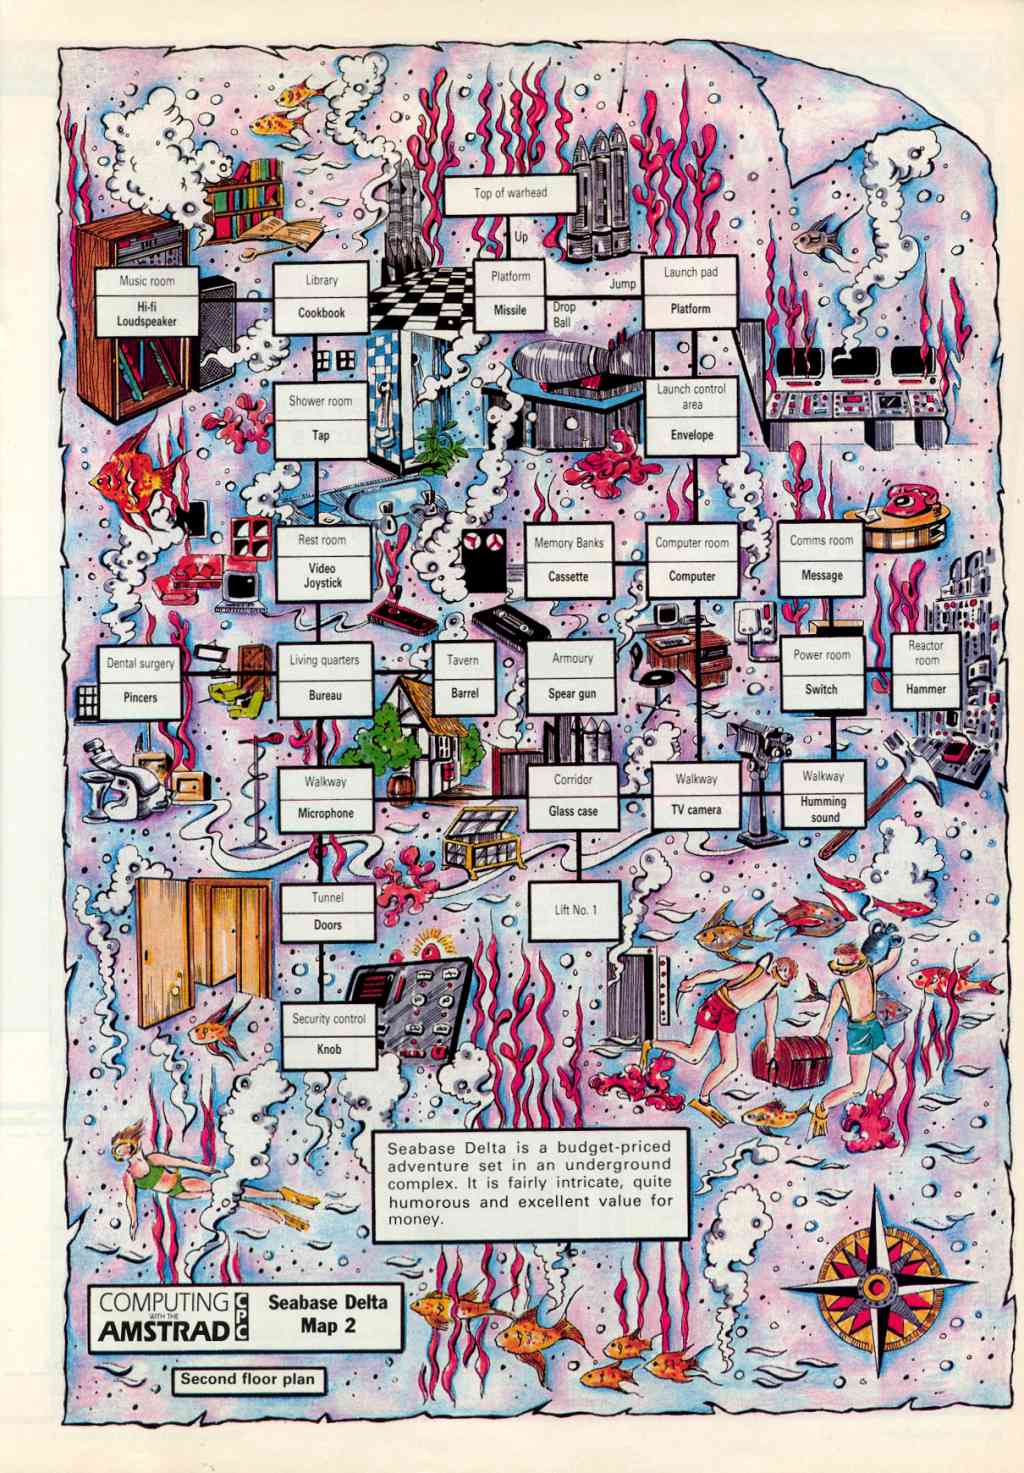 Top of warhead
Up
Music room
Hi-fi
Loudspeaker
Library
Cookbook
Platform
Missile
Jump
Drop
Ball
Launch pad
Platform
Shower room
Tap
Launch control
area
Envelope
Rest room
Video
Joystick
Memory Banks
Cassette
Computer room
Computer
Comms room
Message
Dental surgery
Pincers
Living quarters
Bureau
Tavern
Barrel
Armoury
Spear gun
Power room
Switch
Reactor
room
Hammer
Walkway
Microphone
Corridor
Glass case
Walkway
TV camera
Walkway
Humming
sound
Tunnel
Doors
Lift No. 1
Security control
Knob
Seabase Delta is a budget-priced
adventure set in an underground
complex. It is fairly intricate, quite
humorous and excellent value for
money.
COMPUTING
WITH THE
AMSTRAD
CPC
Seabase Delta
Map 2
Second floor plan